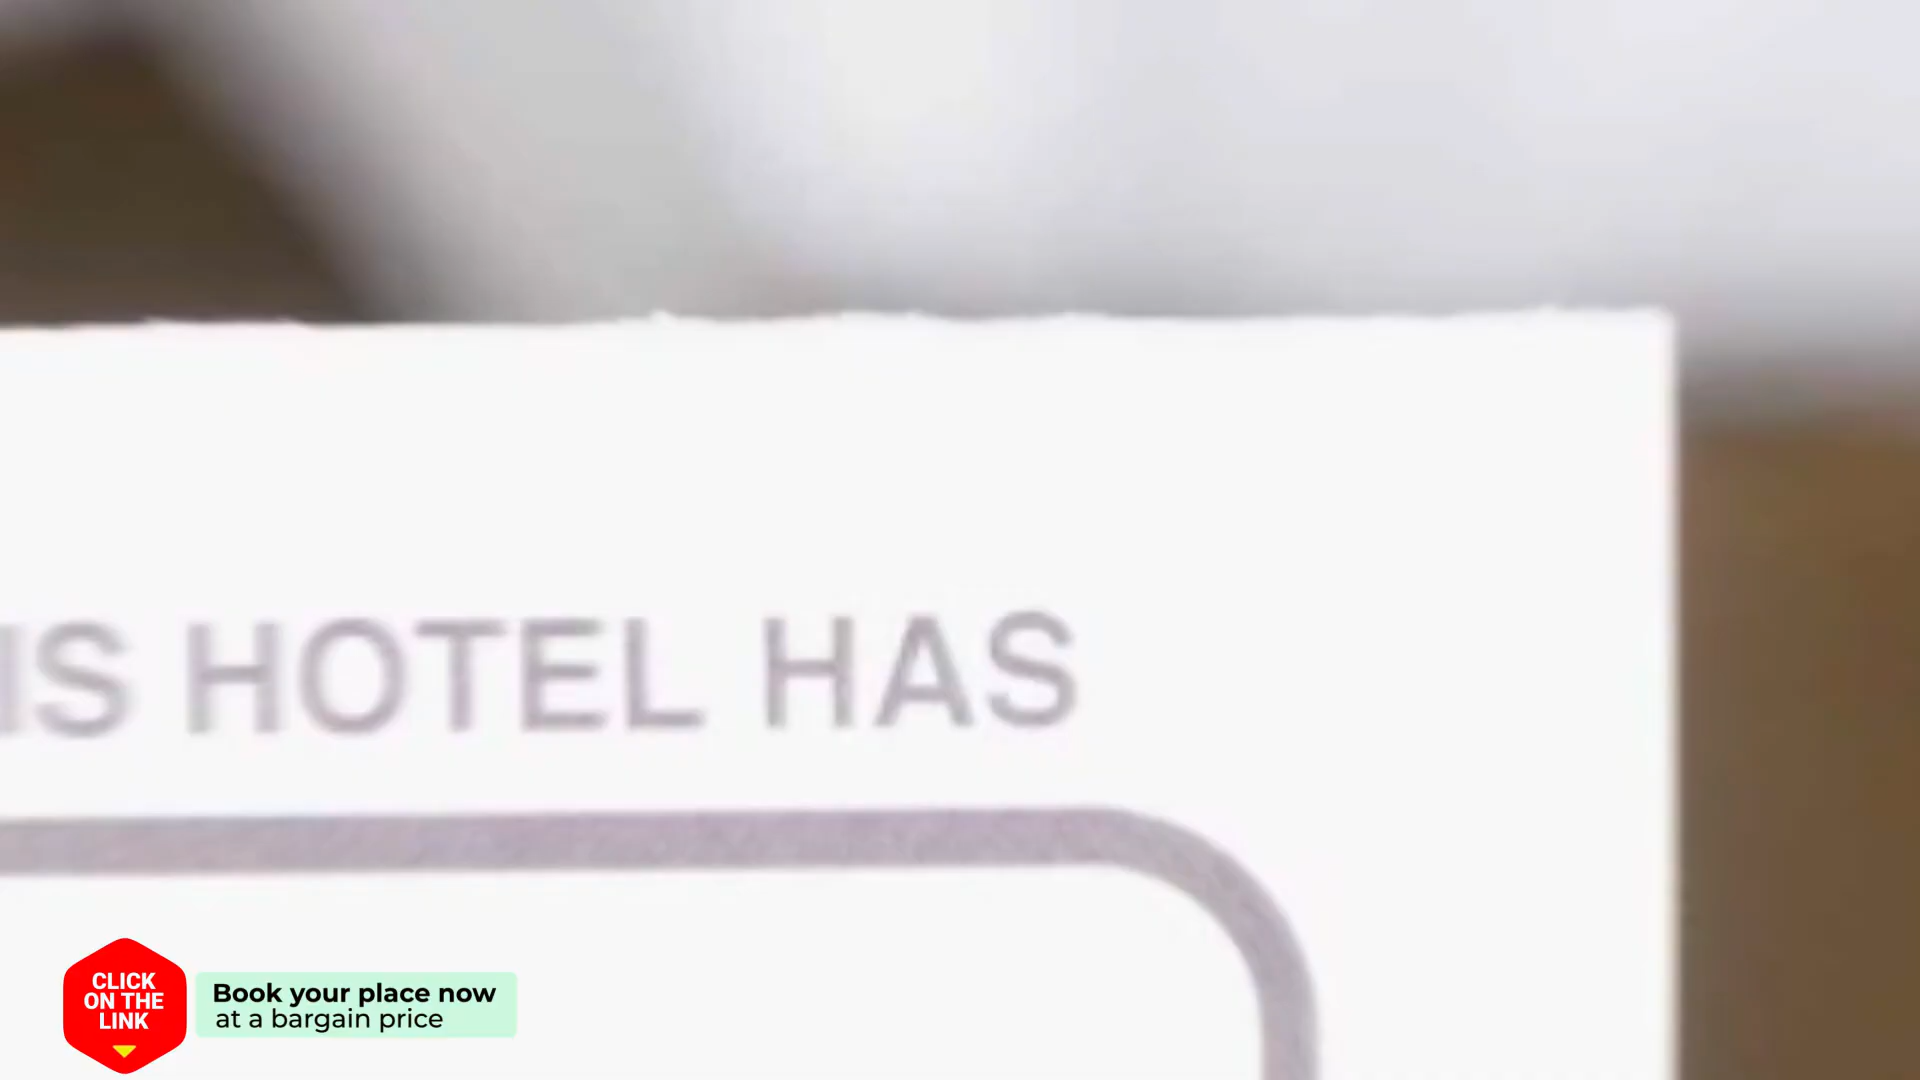 IS HOTEL HAS
CLICK
ON THE
LINK
Book your place now
at a bargain price